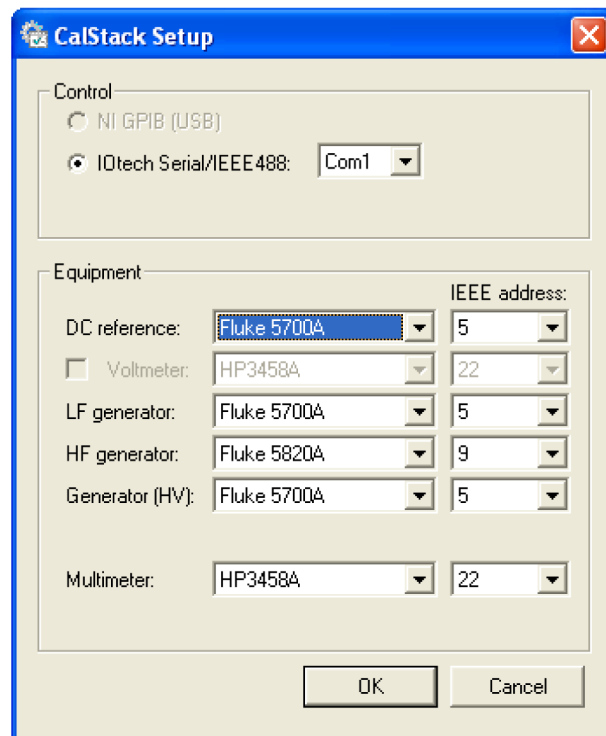 CalStack Setup
Control
NI GPIB (USB)
IOtech Serial/IEEE488: Com1
Equipment
IEEE address:
DC reference: Fluke 5700A 5
Voltmeter: HP3458A 22
LF generator: Fluke 5700A 5
HF generator: Fluke 5820A 9
Generator (HV): Fluke 5700A 5
Multimeter: HP3458A 22
OK Cancel